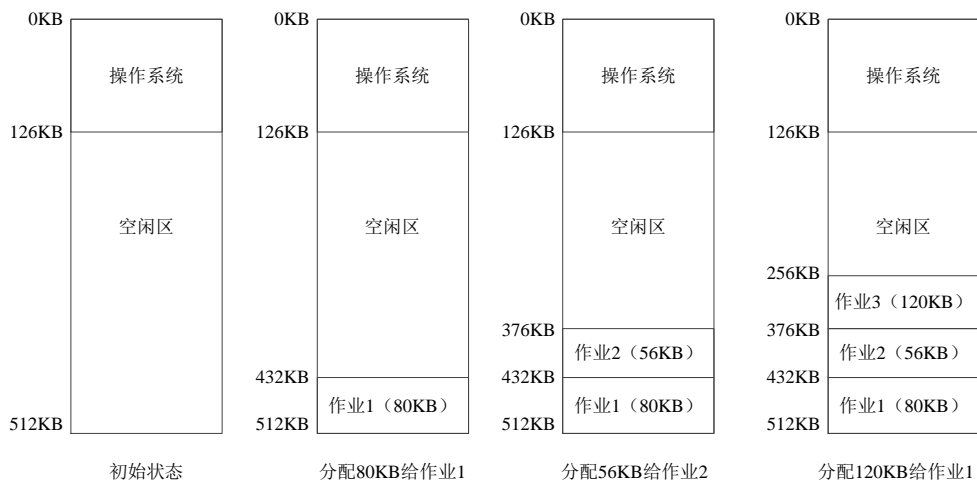 0KB
操作系统
126KB
空闲区
512KB
初始状态
0KB
操作系统
126KB
空闲区
432KB
作业1（80KB）
512KB
分配80KB给作业1
0KB
操作系统
126KB
空闲区
376KB
作业2（56KB）
432KB
作业1（80KB）
512KB
分配56KB给作业2
0KB
操作系统
126KB
空闲区
256KB
作业3（120KB）
376KB
作业2（56KB）
432KB
作业1（80KB）
512KB
分配120KB给作业1